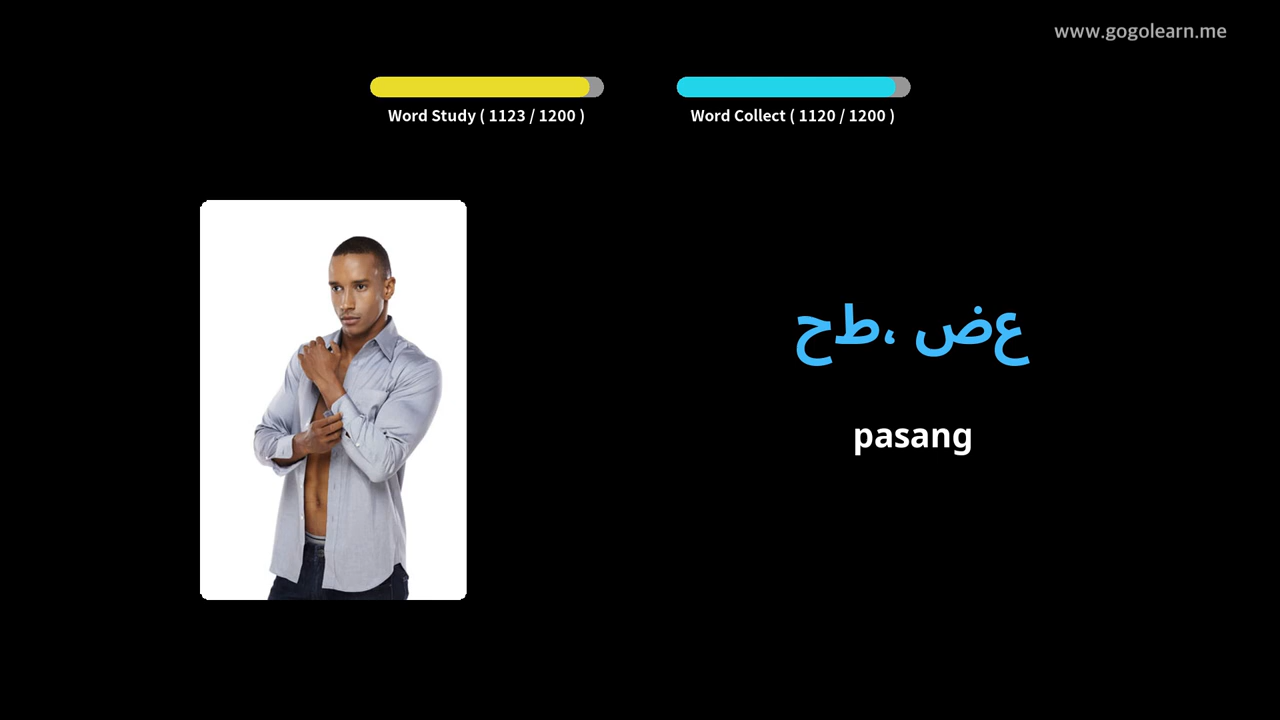 www.gogolearn.me
Word Study ( 1123 / 1200 )
Word Collect ( 1120 / 1200 )
عض ،طح
pasang